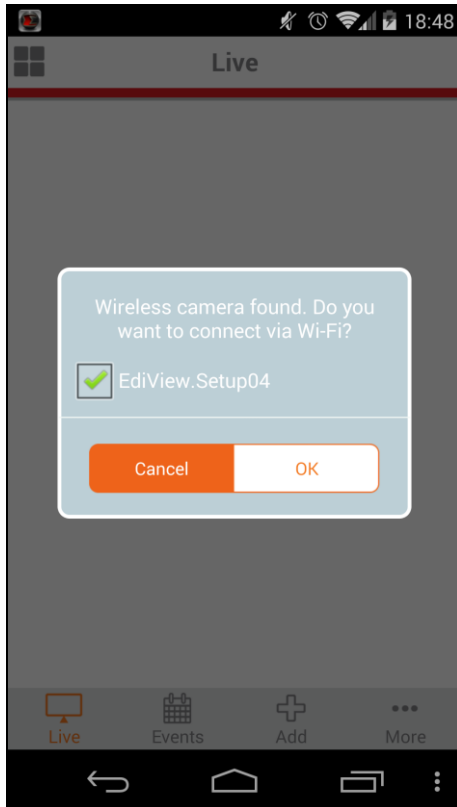 18:48
Live
Wireless camera found. Do you
want to connect via Wi-Fi?
EdiView.Setup04
Cancel OK
Live Events Add More